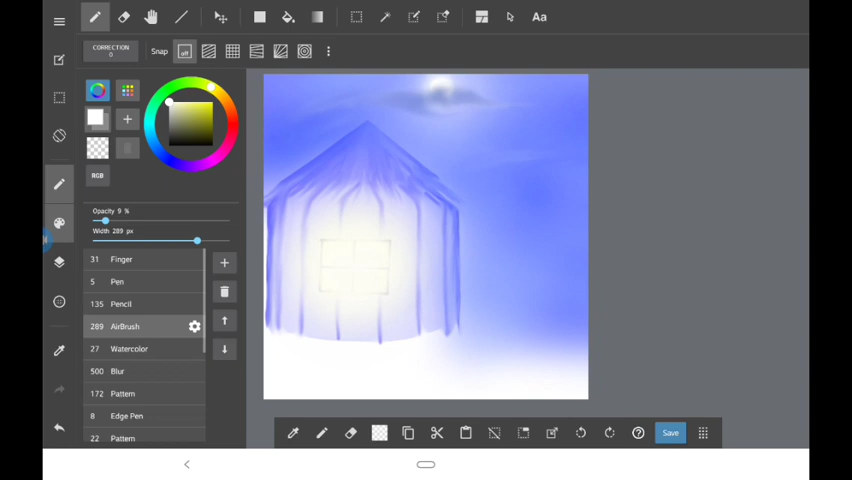 Aa
CORRECTION
0
Snap
off
RGB
Opacity 9 %
Width 289 px
31 Finger
5 Pen
135 Pencil
289 AirBrush
27 Watercolor
500 Blur
172 Pattern
8 Edge Pen
22 Pattern
Save